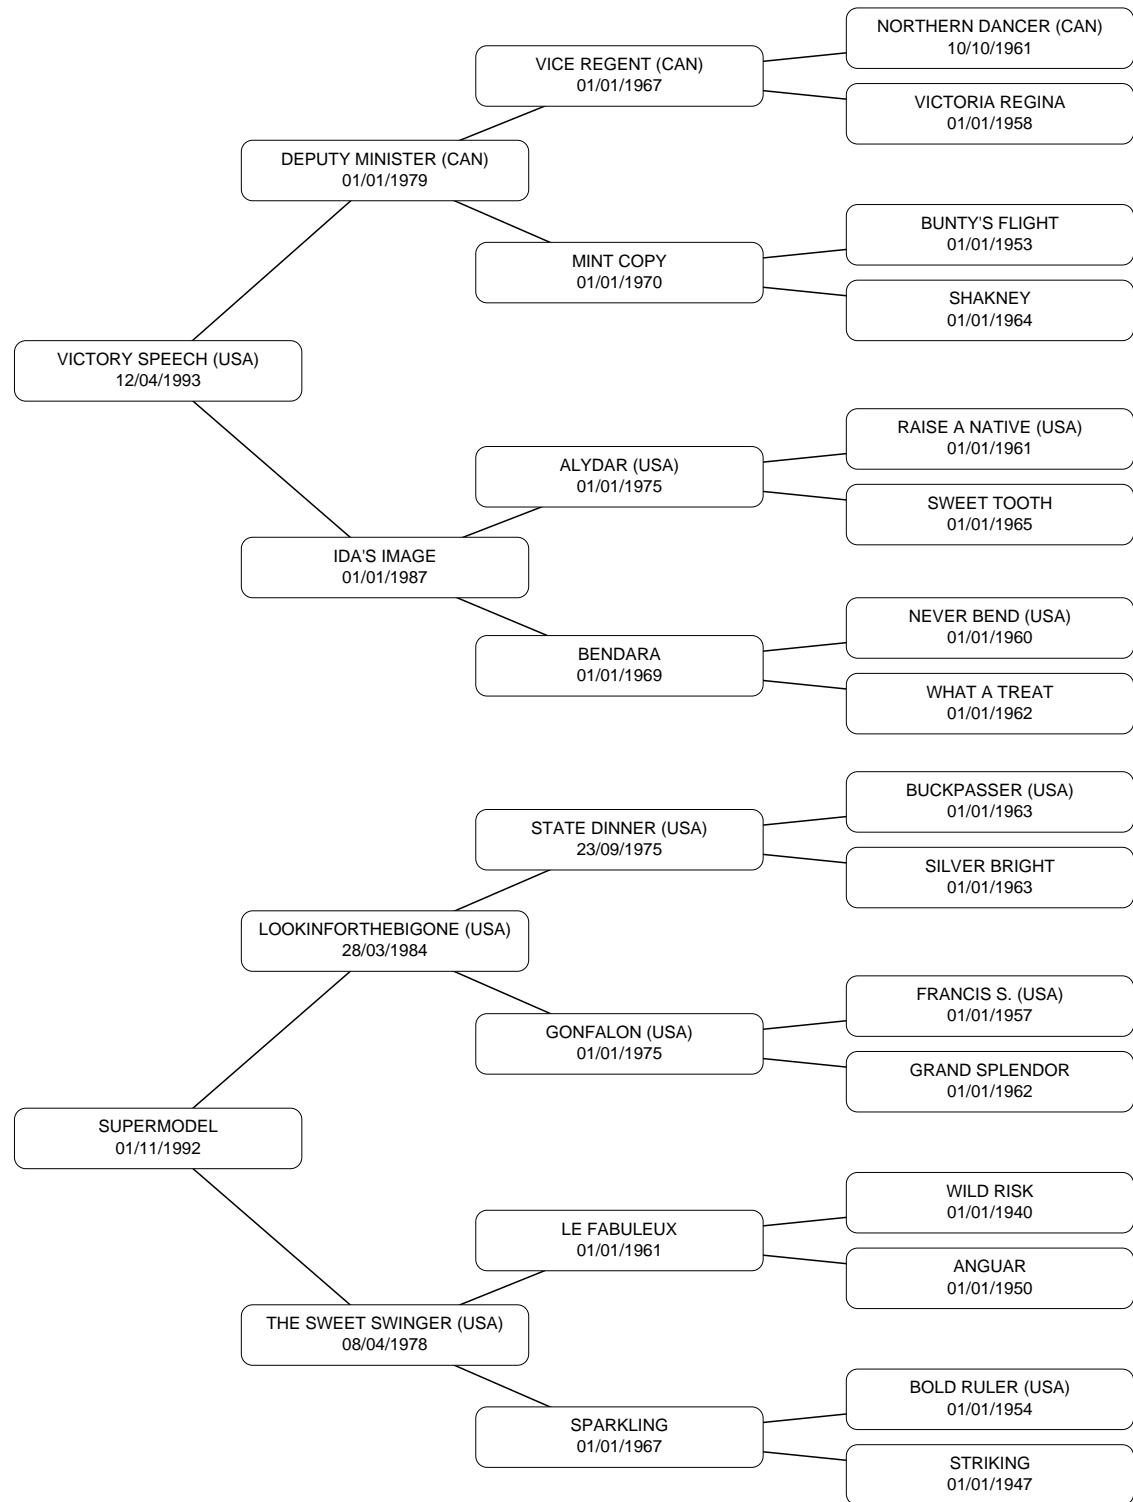 NORTHERN DANCER (CAN)
10/10/1961
VICE REGENT (CAN)
01/01/1967
VICTORIA REGINA
01/01/1958
DEPUTY MINISTER (CAN)
01/01/1979
BUNTY'S FLIGHT
01/01/1953
MINT COPY
01/01/1970
SHAKNEY
01/01/1964
VICTORY SPEECH (USA)
12/04/1993
RAISE A NATIVE (USA)
01/01/1961
ALYDAR (USA)
01/01/1975
SWEET TOOTH
01/01/1965
IDA'S IMAGE
01/01/1987
NEVER BEND (USA)
01/01/1960
BENDARA
01/01/1969
WHAT A TREAT
01/01/1962
BUCKPASSER (USA)
01/01/1963
STATE DINNER (USA)
23/09/1975
SILVER BRIGHT
01/01/1963
LOOKINFORTHEBIGONE (USA)
28/03/1984
FRANCIS S. (USA)
01/01/1957
GONFALON (USA)
01/01/1975
GRAND SPLENDOR
01/01/1962
SUPERMODEL
01/11/1992
WILD RISK
01/01/1940
LE FABULEUX
01/01/1961
ANGUAR
01/01/1950
THE SWEET SWINGER (USA)
08/04/1978
BOLD RULER (USA)
01/01/1954
SPARKLING
01/01/1967
STRIKING
01/01/1947